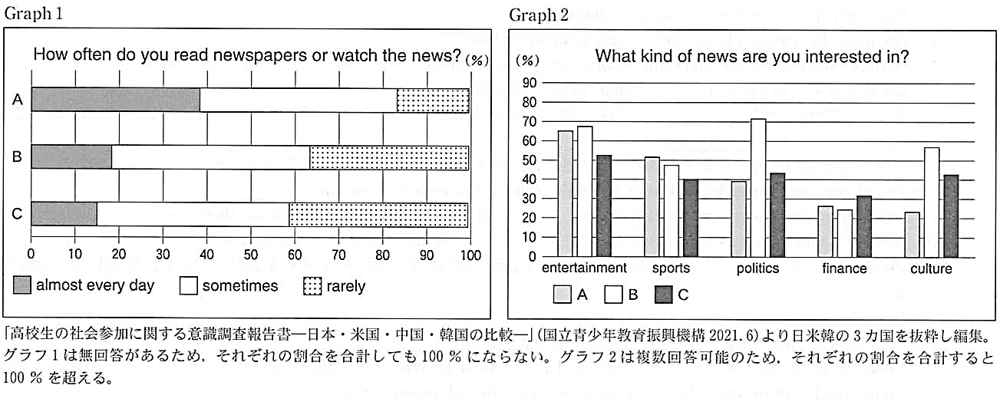 Graph 1
How often do you read newspapers or watch the news? (%)
A
B
C
0 10 20 30 40 50 60 70 80 90 100
almost every day sometimes rarely
Graph 2
(%) What kind of news are you interested in?
90
80
70
60
50
40
30
20
10
0
entertainment sports politics finance culture
A B C
「高校生の社会参加に関する意識調査報告書―日本・米国・中国・韓国の比較―」(国立青少年教育振興機構 2021.6)より日米韓の3カ国を抜粋し編集。
グラフ1は無回答があるため,それぞれの割合を合計しても100 %にならない。グラフ2は複数回答可能のため,それぞれの割合を合計すると
100 %を超える。